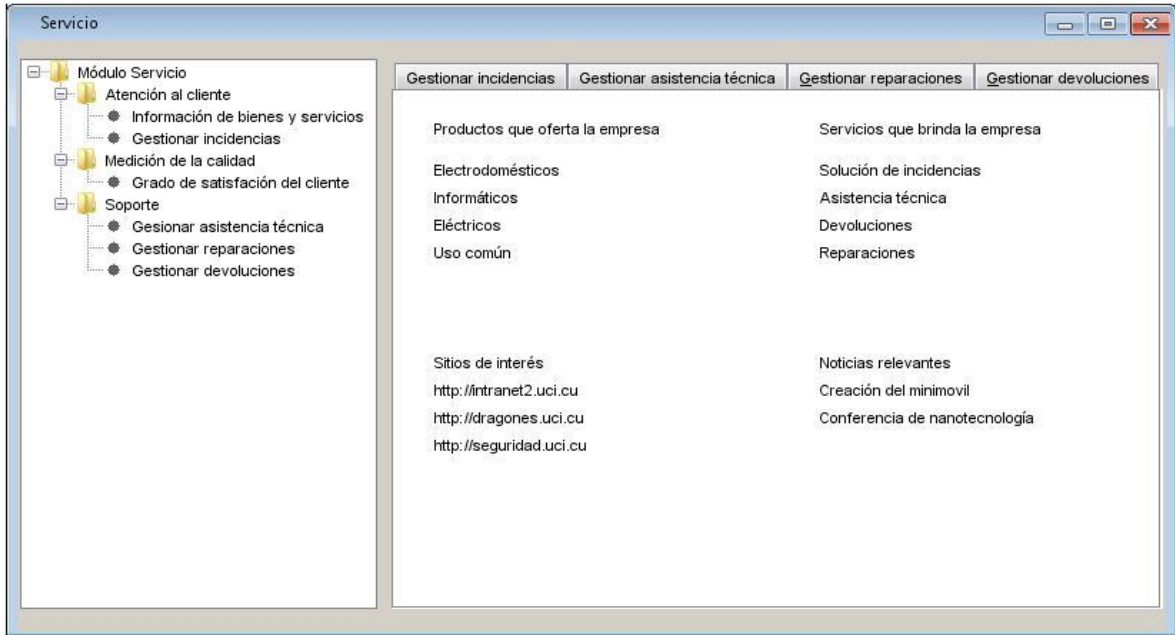 Servicio
Módulo Servicio
Atención al cliente
Información de bienes y servicios
Gestionar incidencias
Medición de la calidad
Grado de satisfacción del cliente
Soporte
Gesionar asistencia técnica
Gestionar reparaciones
Gestionar devoluciones
Gestionar incidencias Gestionar asistencia técnica Gestionar reparaciones Gestionar devoluciones
Productos que oferta la empresa
Electrodomésticos
Informáticos
Eléctricos
Uso común
Servicios que brinda la empresa
Solución de incidencias
Asistencia técnica
Devoluciones
Reparaciones
Sitios de interés
http://intranet2.uci.cu
http://dragones.uci.cu
http://seguridad.uci.cu
Noticias relevantes
Creación del minimovil
Conferencia de nanotecnología